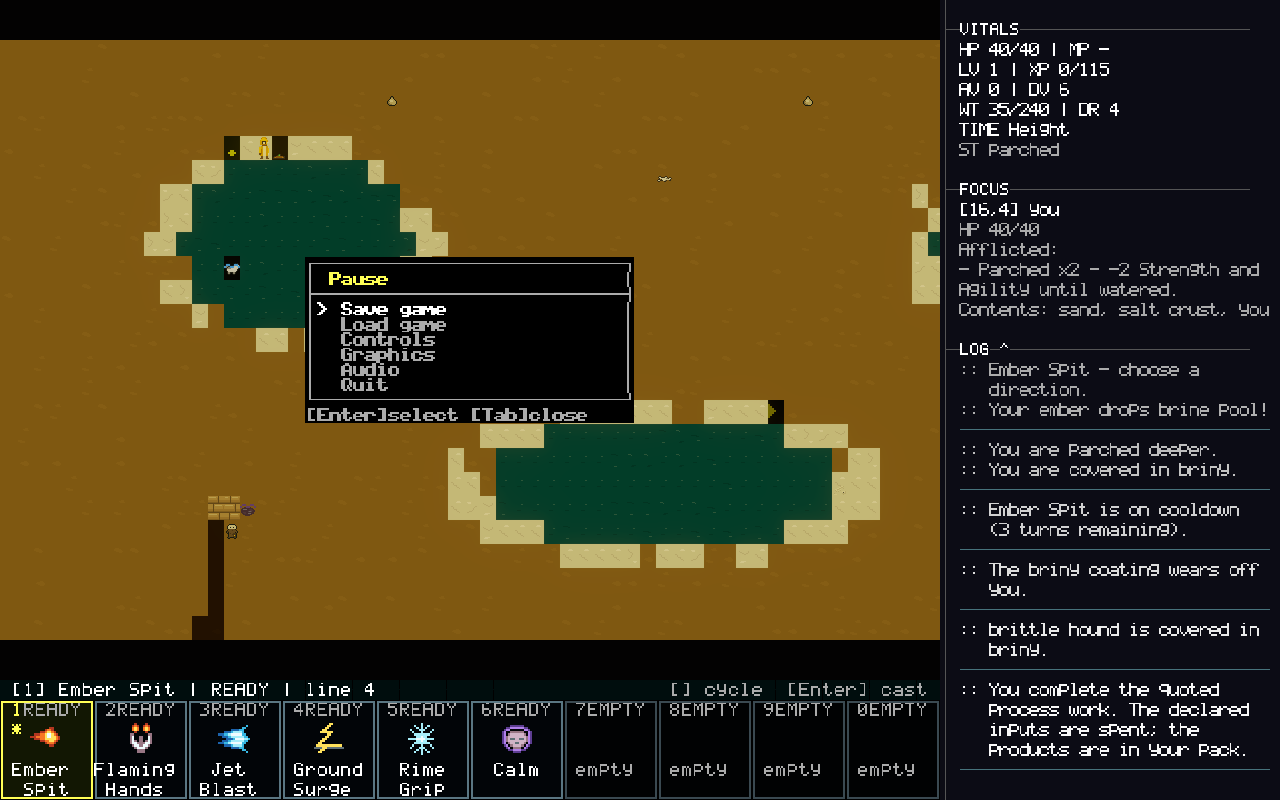 VITALS
HP 40/40 | MP -
LV 1 | XP 0/115
AV 0 | DV 6
WT 35/240 | DR 4
TIME Height
ST Parched
FOCUS
[16,4] You
HP 40/40
Afflicted:
- Parched x2 - -2 Strength and
Agility until watered.
Contents: sand, salt crust, you
LOG ^
:: Ember Spit - choose a
direction.
:: Your ember drops brine pool!
:: You are parched deeper.
:: You are covered in briny.
:: Ember Spit is on cooldown
(3 turns remaining).
:: The briny coating wears off
you.
:: brittle hound is covered in
briny.
:: You complete the quoted
process work. The declared
inputs are spent; the
products are in your pack.
Pause
> Save game
Load game
Controls
Graphics
Audio
Quit
[Enter]select [Tab]close
[1] Ember Spit | READY | line 4
[] cycle [Enter] cast
1READY 2READY 3READY 4READY 5READY 6READY 7EMPTY 8EMPTY 9EMPTY 0EMPTY
*
Ember Flaming Jet Ground Rime Calm empty empty empty empty
Spit Hands Blast Surge Grip